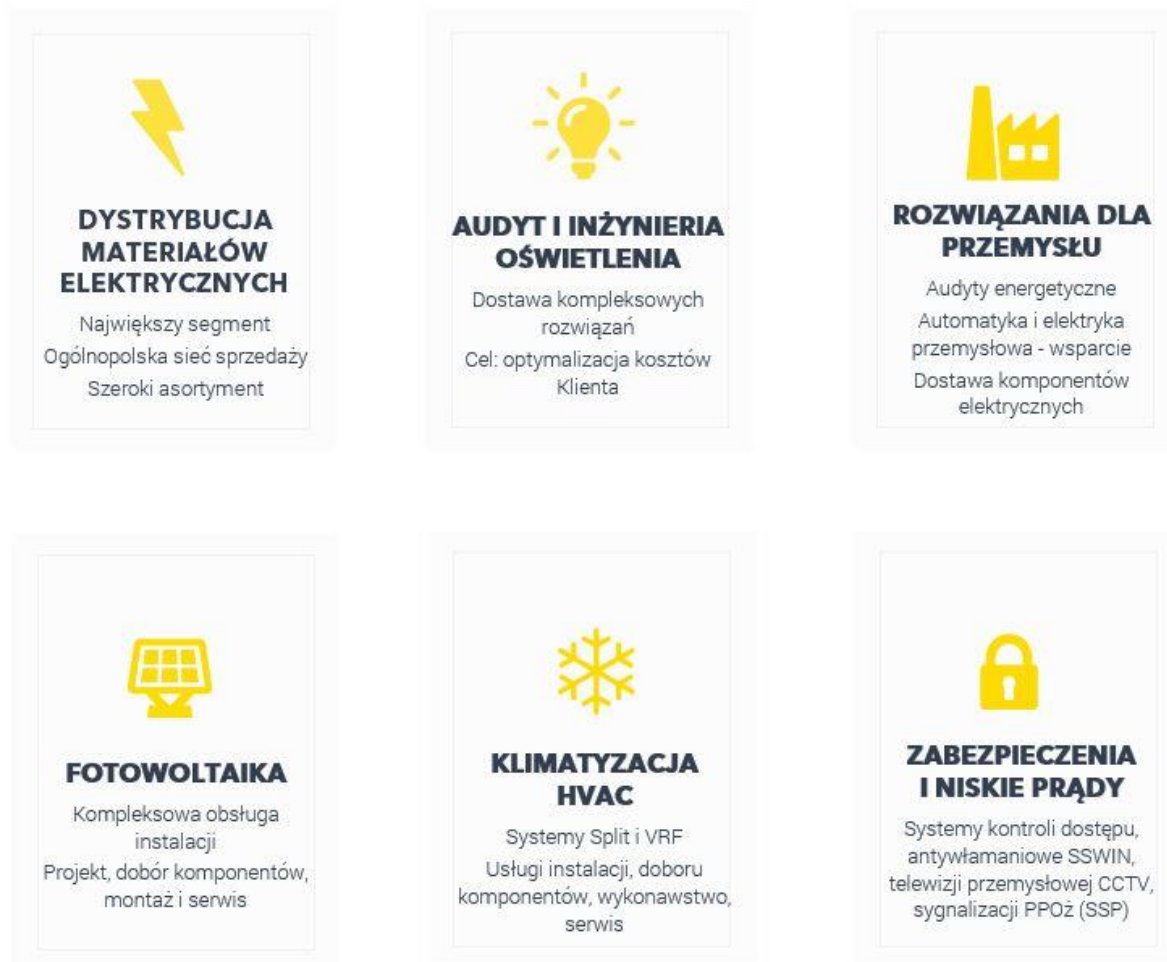 DYSTRYBUCJA
MATERIAŁÓW
ELEKTRYCZNYCH
Największy segment
Ogólnopolska sieć sprzedaży
Szeroki asortyment
AUDYT I INŻYNIERIA
OŚWIETLENIA
Dostawa kompleksowych
rozwiązań
Cel: optymalizacja kosztów
Klienta
ROZWIĄZANIA DLA
PRZEMYSŁU
Audyty energetyczne
Automatyka i elektryka
przemysłowa - wsparcie
Dostawa komponentów
elektrycznych
FOTOWOLTAIKA
Kompleksowa obsługa
instalacji
Projekt, dobór komponentów,
montaż i serwis
KLIMATYZACJA
HVAC
Systemy Split i VRF
Usługi instalacji, doboru
komponentów, wykonawstwo,
serwis
ZABEZPIECZENIA
I NISKIE PRĄDY
Systemy kontroli dostępu,
antywłamaniowe SSWIN,
telewizji przemysłowej CCTV,
sygnalizacji PPOż (SSP)